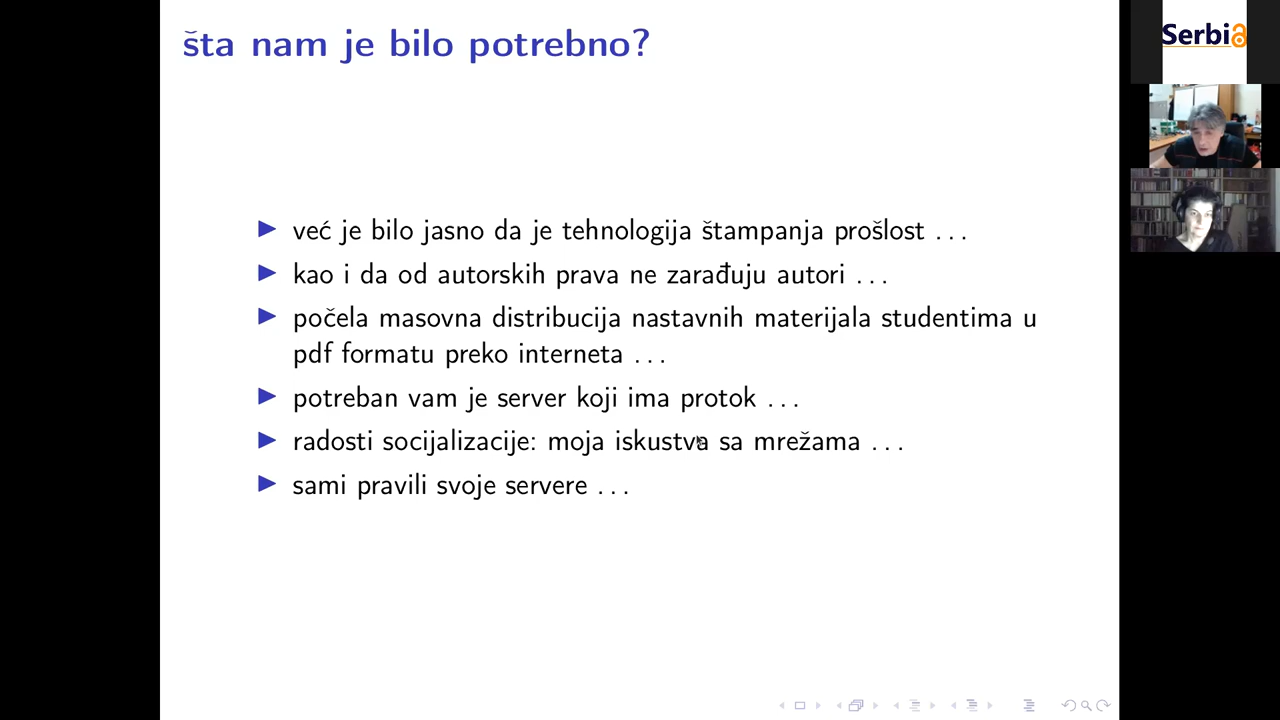 šta nam je bilo potrebno?
već je bilo jasno da je tehnologija štampanja prošlost ...
kao i da od autorskih prava ne zarađuju autori ...
počela masovna distribucija nastavnih materijala studentima u
pdf formatu preko interneta ...
potreban vam je server koji ima protok ...
radosti socijalizacije: moja iskustva sa mrežama ...
sami pravili svoje servere ...
Serbia